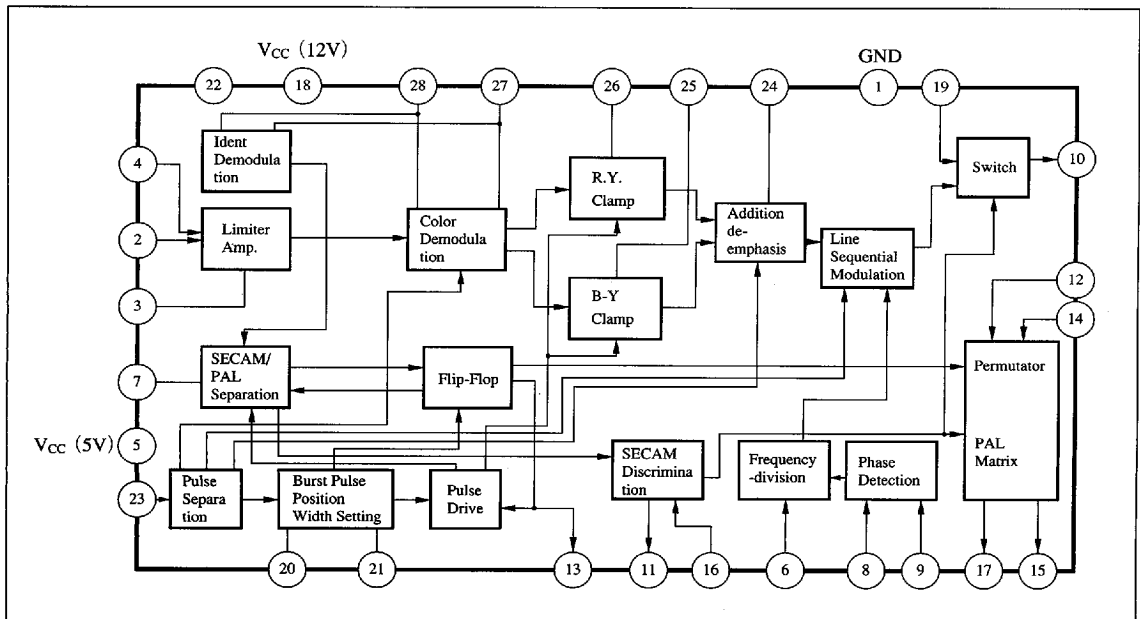 VCC (12V)
GND
22
18
28
27
26
25
24
1
19
Ident
Demodula
tion
4
R.Y.
Clamp
Switch
10
2
Limiter
Amp.
Color
Demodula
tion
Addition
de-
emphasis
Line
Sequential
Modulation
3
B-Y
Clamp
12
14
7
SECAM/
PAL
Separation
Flip-Flop
Permutator
VCC (5V)
5
23
Pulse
Separa
tion
Burst Pulse
Position
Width Setting
Pulse
Drive
SECAM
Discrimina
tion
Frequency
-division
Phase
Detection
PAL
Matrix
20
21
13
11
16
6
8
9
17
15